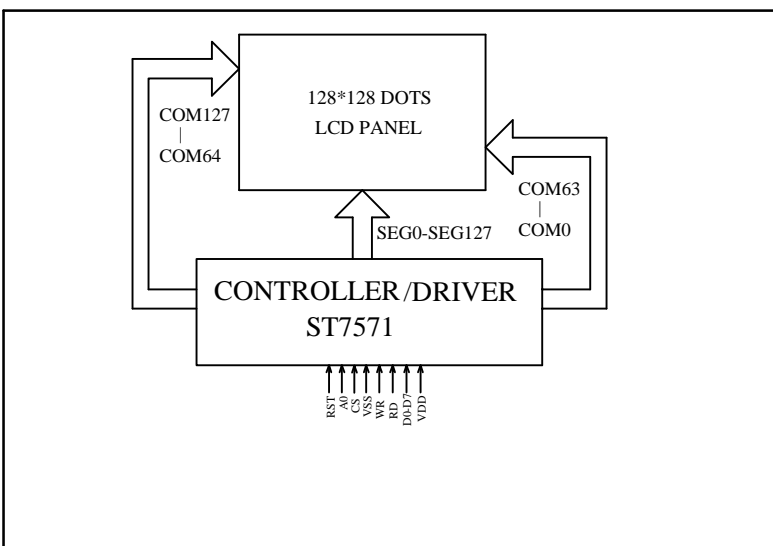 128*128 DOTS
LCD PANEL
COM127
|
COM64
COM63
|
COM0
SEG0-SEG127
CONTROLLER/DRIVER
ST7571
RST
A0
CS
VSS
WR
RD
D0-D7
VDD